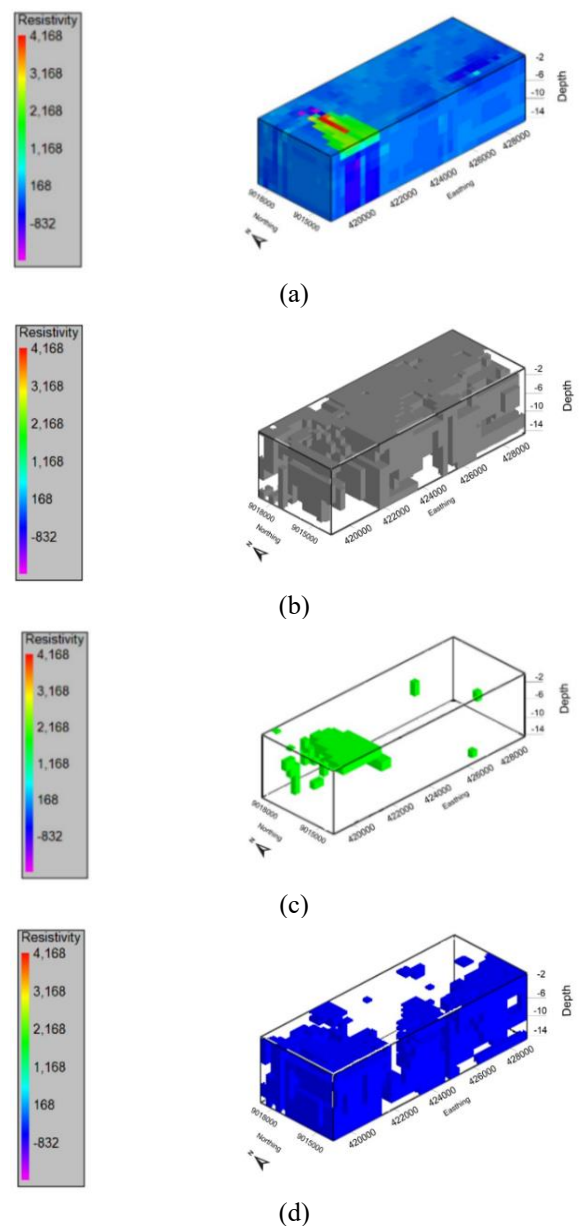 Resistivity
4,168
3,168
2,168
1,168
168
-832
-2
-6
-10
-14
Depth
428000
426000
424000
422000
420000
Easthing
9018000
9015000
Northing
N
(a)
Resistivity
4,168
3,168
2,168
1,168
168
-832
-2
-6
-10
-14
Depth
428000
426000
424000
422000
420000
Easthing
9018000
9015000
Northing
N
(b)
Resistivity
4,168
3,168
2,168
1,168
168
-832
-2
-6
-10
-14
Depth
428000
426000
424000
422000
420000
Easthing
9018000
9015000
Northing
N
(c)
Resistivity
4,168
3,168
2,168
1,168
168
-832
-2
-6
-10
-14
Depth
428000
426000
424000
422000
420000
Easthing
9018000
9015000
Northing
N
(d)